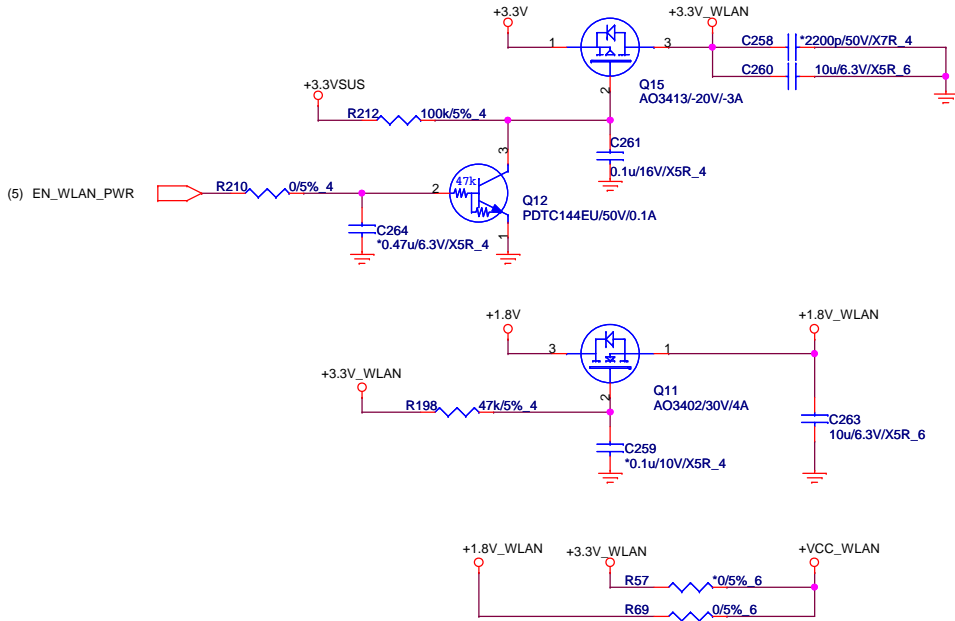 +3.3V
+3.3V_WLAN
1
3
C258
*2200p/50V/X7R_4
C260
10u/6.3V/X5R_6
+3.3VSUS
2
Q15
AO3413/-20V/-3A
R212
100k/5%_4
C261
0.1u/16V/X5R_4
3
47k
(5) EN_WLAN_PWR
R210
0/5%_4
2
Q12
PDTC144EU/50V/0.1A
C264
*0.47u/6.3V/X5R_4
1
+1.8V
+1.8V_WLAN
3
1
+3.3V_WLAN
2
Q11
AO3402/30V/4A
R198
47k/5%_4
C263
10u/6.3V/X5R_6
C259
*0.1u/10V/X5R_4
+1.8V_WLAN
+3.3V_WLAN
+VCC_WLAN
R57
*0/5%_6
R69
0/5%_6